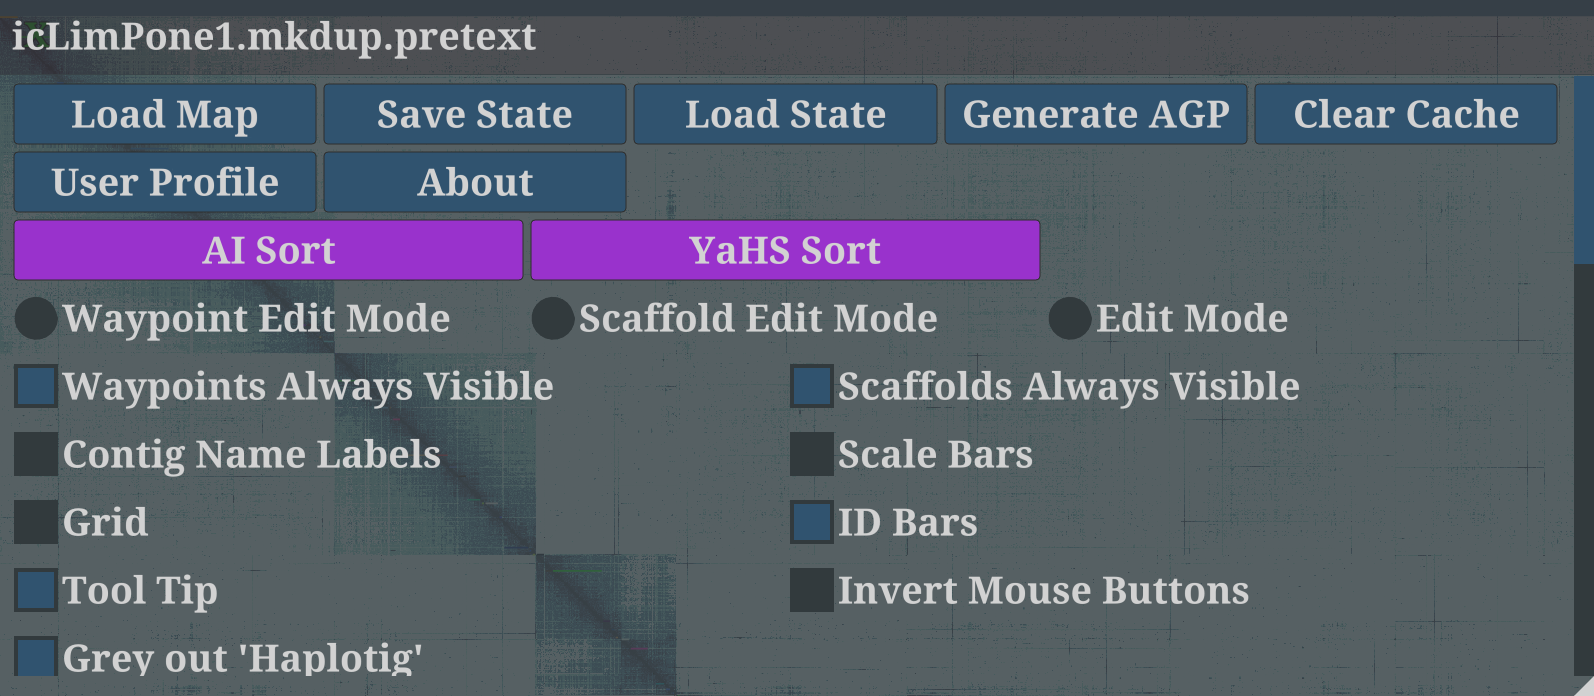 icLimPone1.mkdup.pretext
Load Map Save State Load State Generate AGP Clear Cache
User Profile About
AI Sort YaHS Sort
Waypoint Edit Mode Scaffold Edit Mode Edit Mode
Waypoints Always Visible Scaffolds Always Visible
Contig Name Labels Scale Bars
Grid ID Bars
Tool Tip Invert Mouse Buttons
Grey out 'Haplotig'